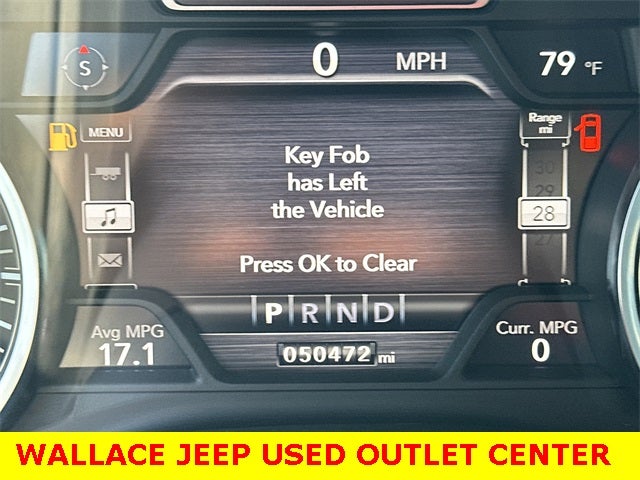 0 MPH
79 °F
S
MENU
Range
mi
Key Fob
has Left
the Vehicle
30
29
28
27
Press OK to Clear
P R N D
Avg MPG
17.1
Curr. MPG
0
050472 mi
WALLACE JEEP USED OUTLET CENTER